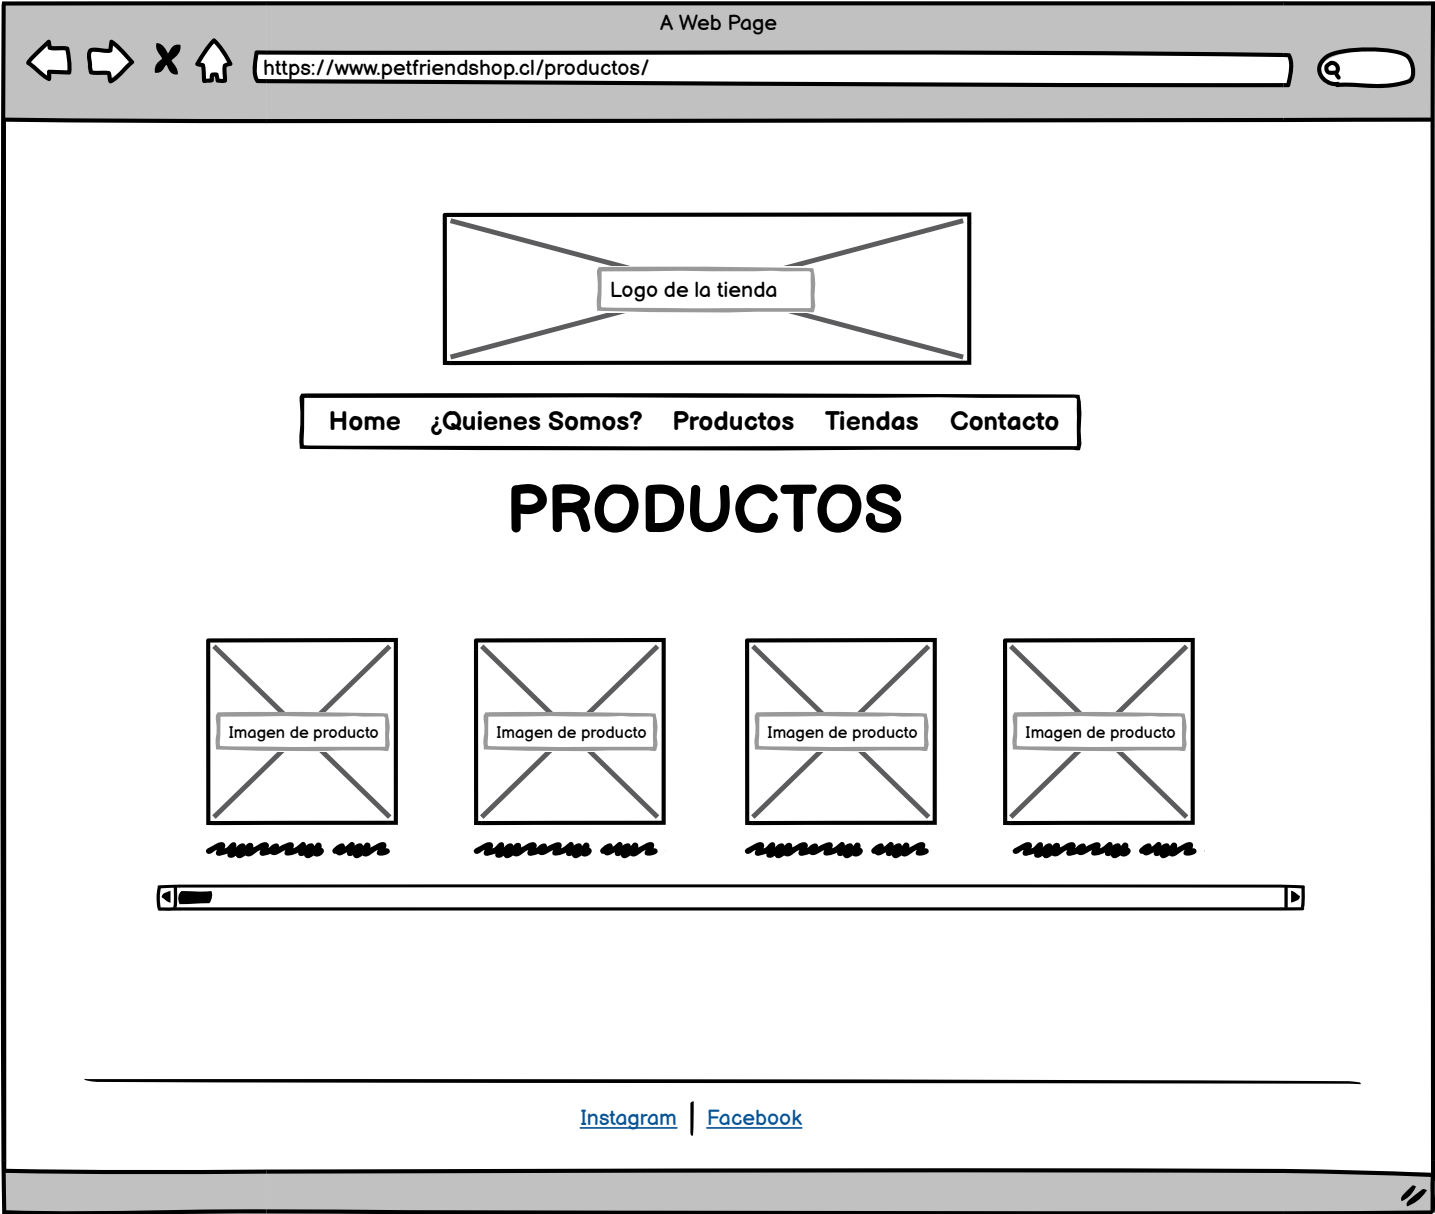 A Web Page
https://www.petfriendshop.cl/productos/
Logo de la tienda
Home ¿Quienes Somos? Productos Tiendas Contacto
PRODUCTOS
Imagen de producto Imagen de producto Imagen de producto Imagen de producto
Instagram Facebook